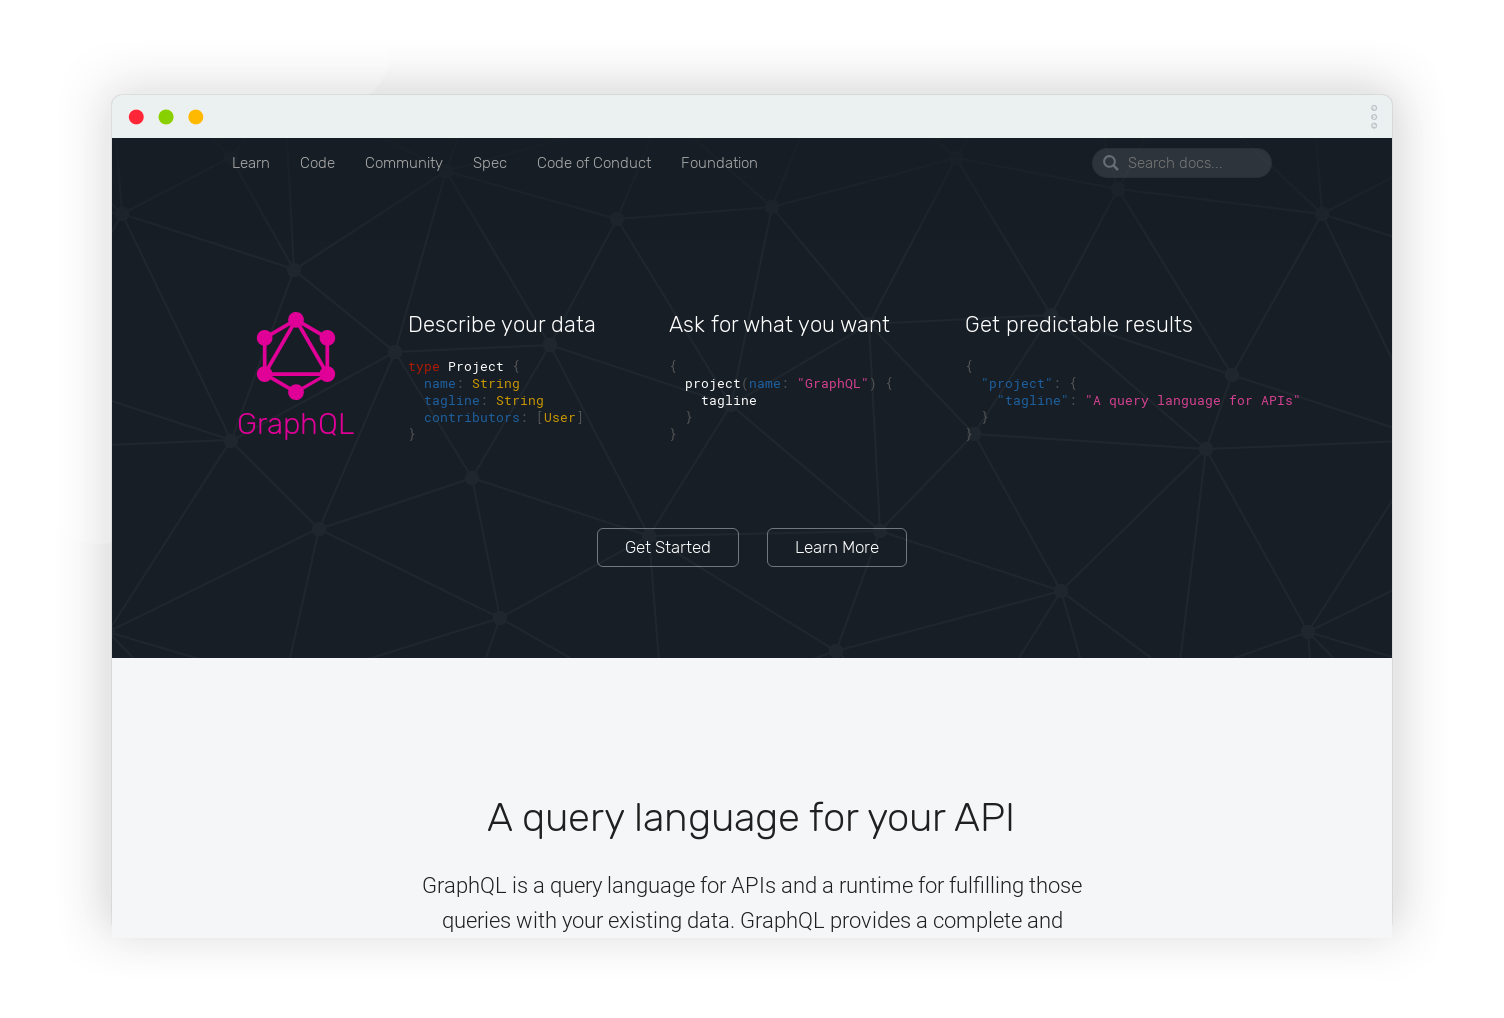 Learn Code Community Spec Code of Conduct Foundation Search docs...
GraphQL
Describe your data
type Project {
  name: String
  tagline: String
  contributors: [User]
}
Ask for what you want
{
  project(name: "GraphQL") {
    tagline
  }
}
Get predictable results
{
  "project": {
    "tagline": "A query language for APIs"
  }
}
Get Started Learn More
A query language for your API
GraphQL is a query language for APIs and a runtime for fulfilling those
queries with your existing data. GraphQL provides a complete and